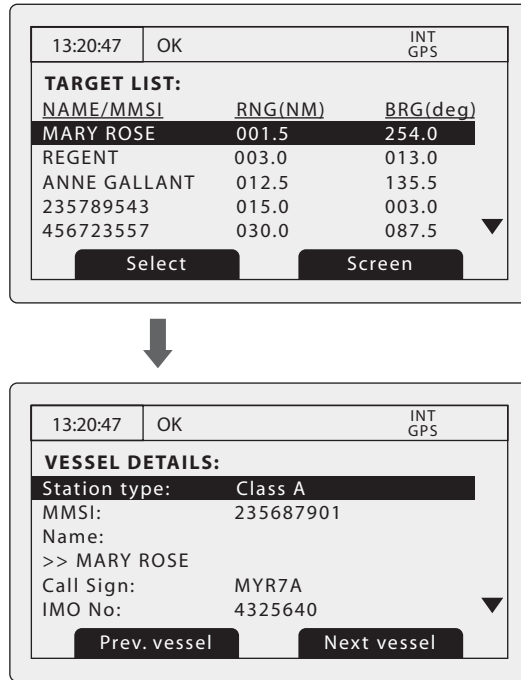 13:20:47 OK INT GPS
TARGET LIST:
NAME/MMSI RNG(NM) BRG(deg)
MARY ROSE 001.5 254.0
REGENT 003.0 013.0
ANNE GALLANT 012.5 135.5
235789543 015.0 003.0
456723557 030.0 087.5
Select Screen
13:20:47 OK INT GPS
VESSEL DETAILS:
Station type: Class A
MMSI: 235687901
Name:
>> MARY ROSE
Call Sign: MYR7A
IMO No: 4325640
Prev. vessel Next vessel